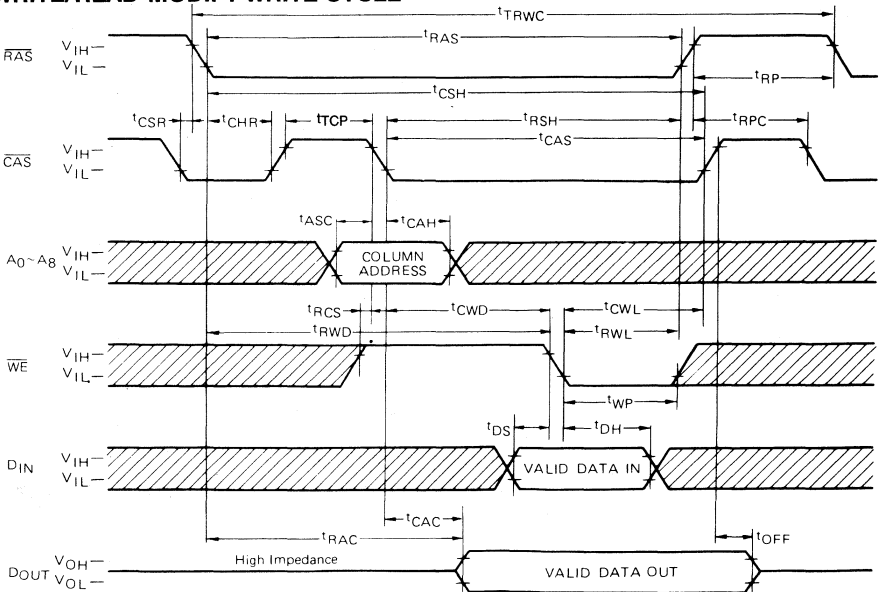 WRITE/READ MODIFY WRITE CYCLE
tTRWC
tRAS
RAS
VIH
VIL
tRP
tCSH
tCSR
tCHR
tTCP
tRSH
tRPC
tCAS
CAS
VIH
VIL
tASC
tCAH
A0~A8
VIH
VIL
COLUMN
ADDRESS
tRCS
tCWD
tCWL
tRWD
tRWL
WE
VIH
VIL
tWP
tDS
tDH
DIN
VIH
VIL
VALID DATA IN
tCAC
tRAC
tOFF
High Impedance
DOUT
VOH
VOL
VALID DATA OUT